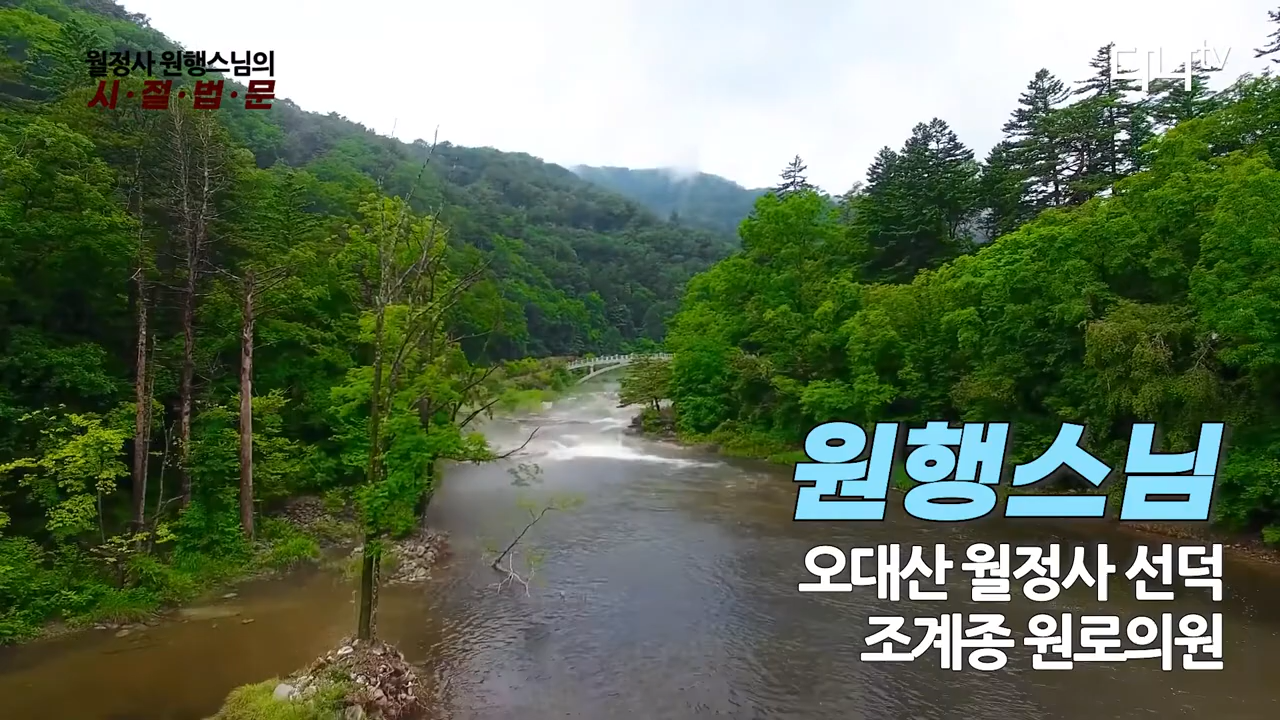 월정사 원행스님의
시·절·법·문
tv
원행스님
오대산 월정사 선덕
조계종 원로의원